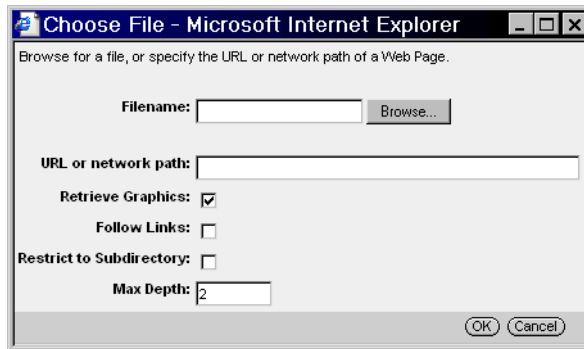 Choose File - Microsoft Internet Explorer
Browse for a file, or specify the URL or network path of a Web Page.
Filename: Browse...
URL or network path:
Retrieve Graphics:
Follow Links:
Restrict to Subdirectory:
Max Depth: 2
OK Cancel